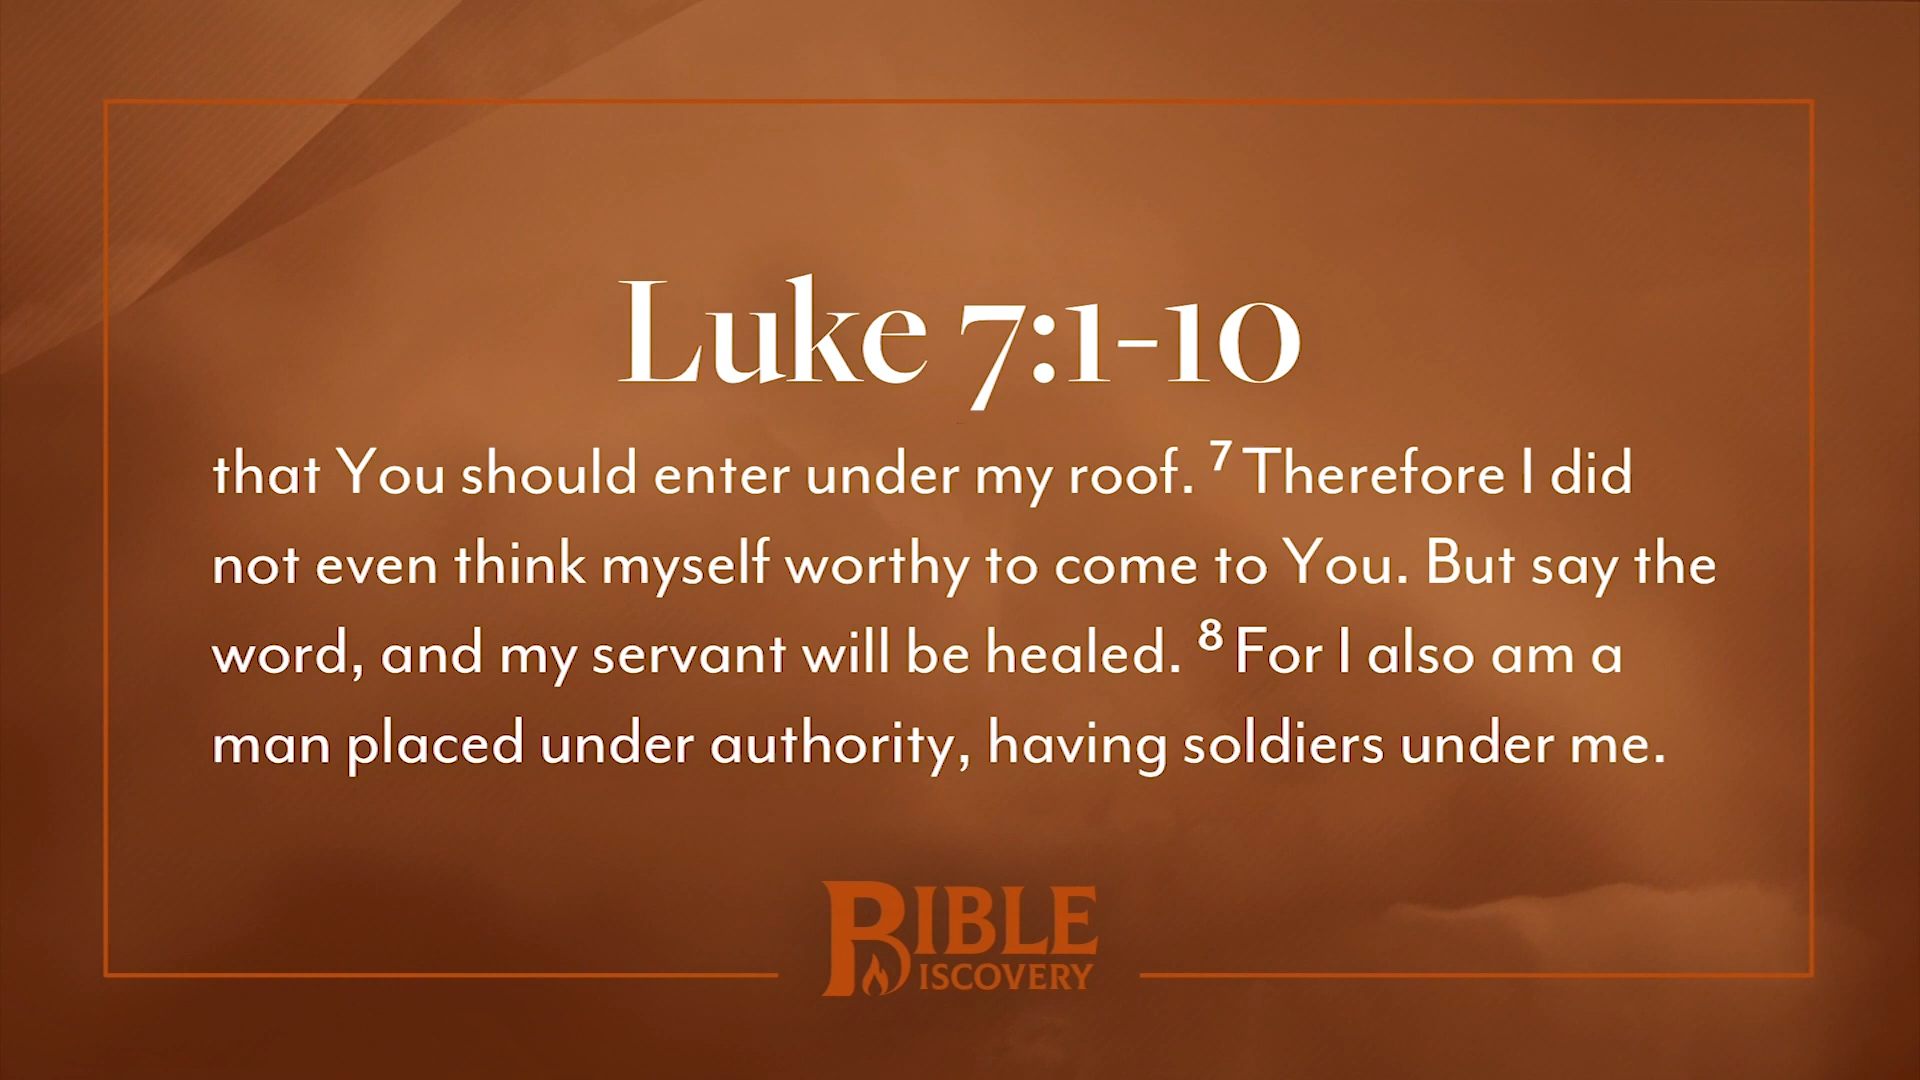 Luke 7:1-10
that You should enter under my roof. 7 Therefore I did
not even think myself worthy to come to You. But say the
word, and my servant will be healed. 8 For I also am a
man placed under authority, having soldiers under me.
BIBLE
DISCOVERY